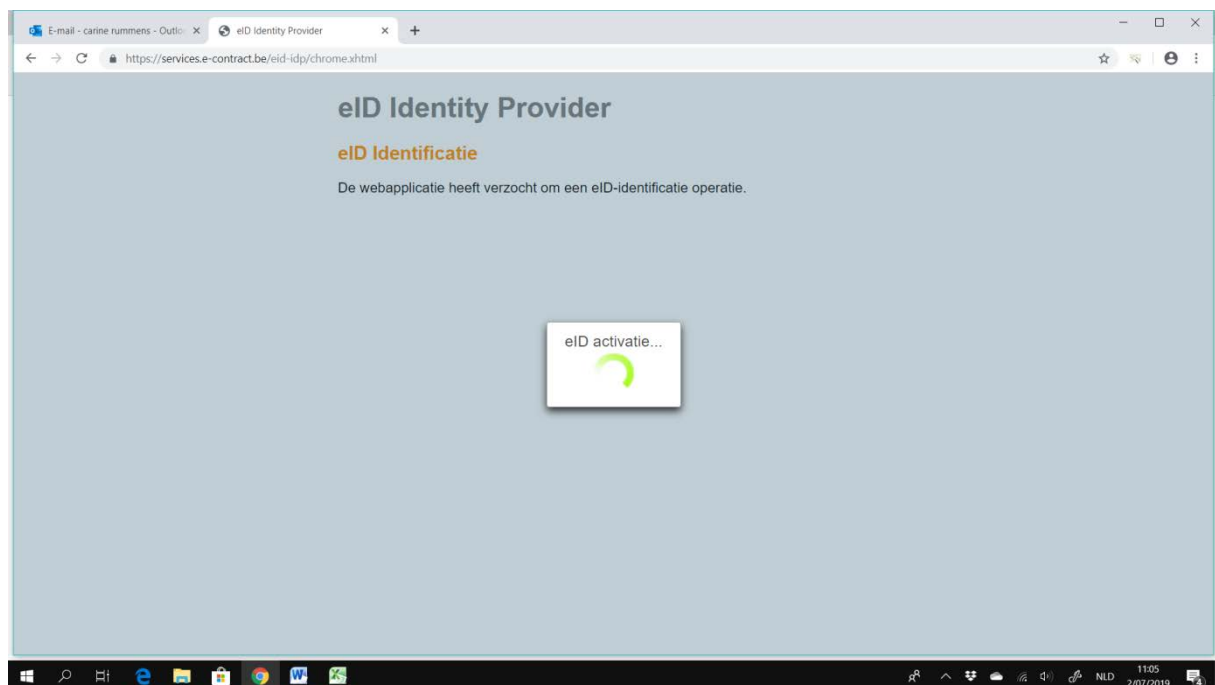 E-mail - carine rummens - Outlo
eID Identity Provider
https://services.e-contract.be/eid-idp/chrome.xhtml
eID Identity Provider
eID Identificatie
De webapplicatie heeft verzocht om een eID-identificatie operatie.
eID activatie...
NLD
11:05
2/07/2019
4